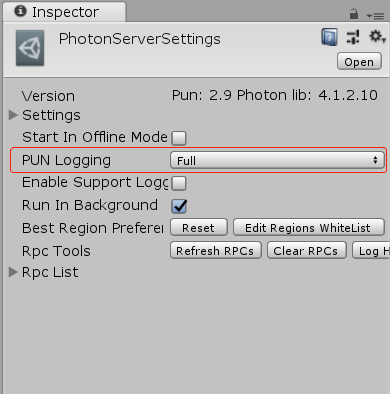 Inspector
PhotonServerSettings
Open
Version Pun: 2.9 Photon lib: 4.1.2.10
Settings
Start In Offline Mode
PUN Logging Full
Enable Support Logg
Run In Background
Best Region Preferer Reset Edit Regions WhiteList
Rpc Tools Refresh RPCs Clear RPCs Log H
Rpc List